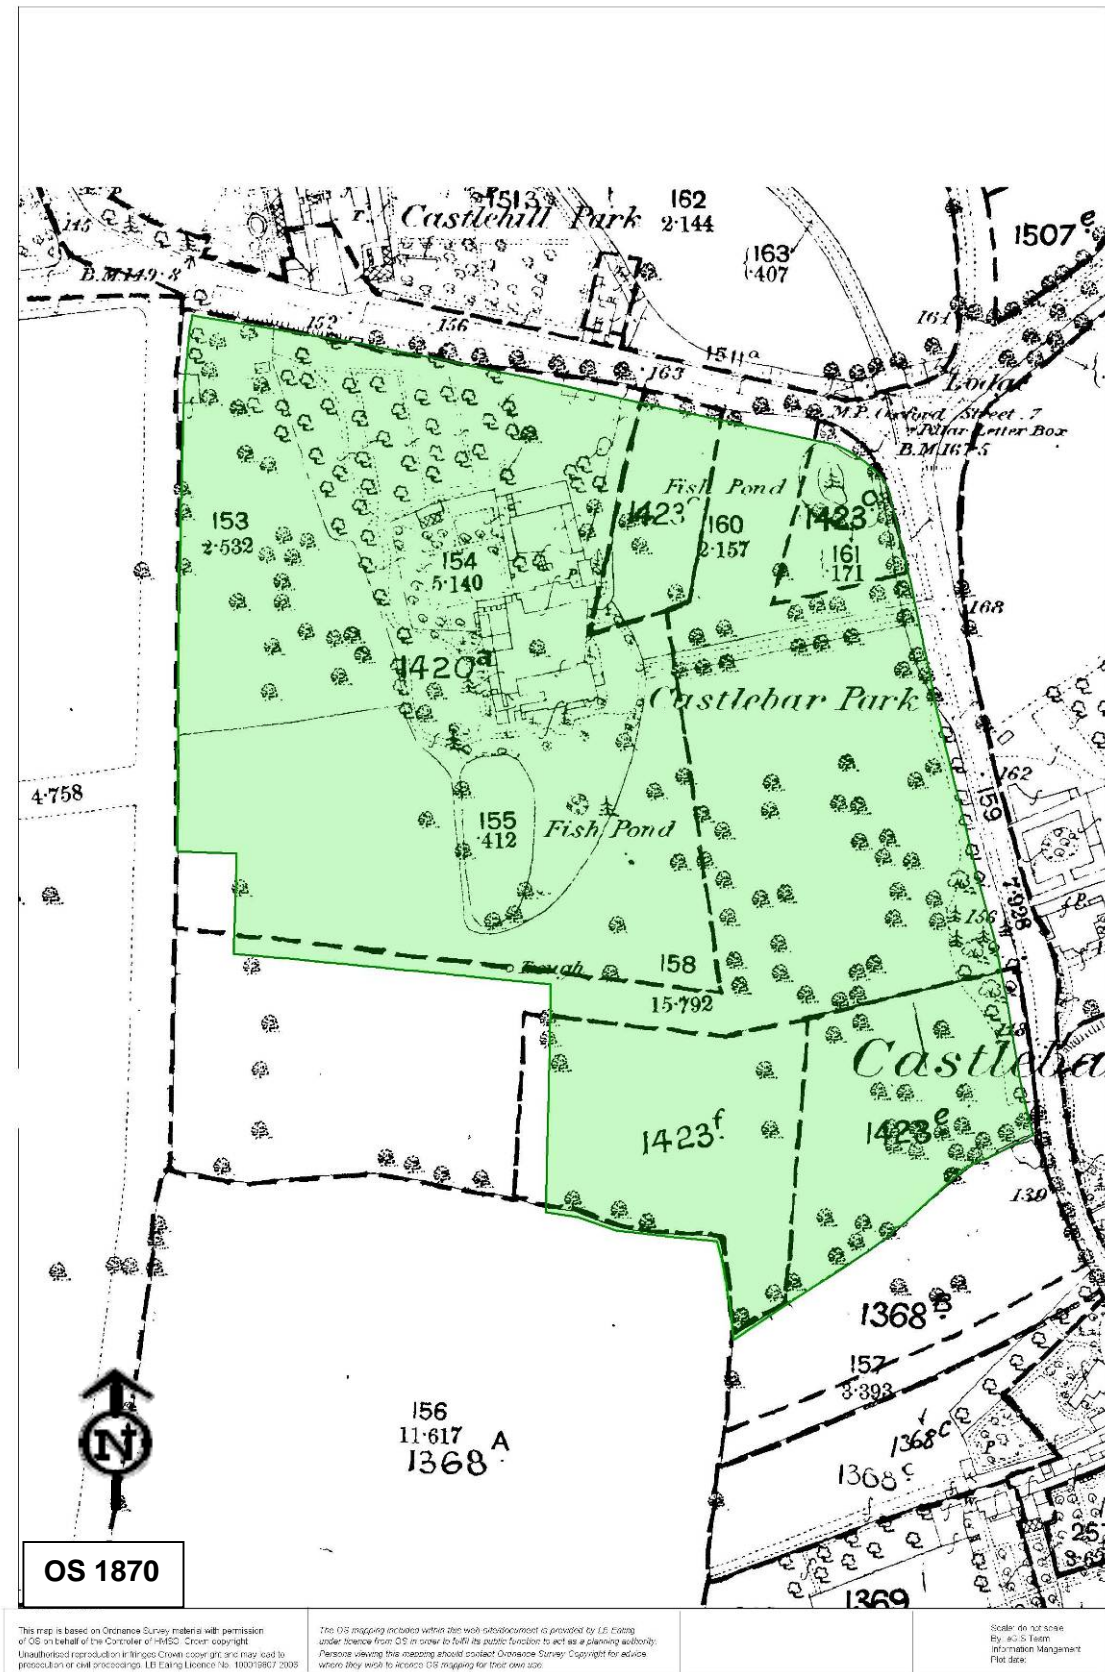 1513
162
2·144
Castlehill Park
1507 e
163
·407
B.M.149·8
152
156
161
1511a
163
Lodge
M.P. Oxford Street. 7
Pillar Letter Box
B.M.167·5
Fish Pond
153
2·532
1423c
160
2·157
1423
154
5·140
161
·171
168
1420a
Castlebar Park
162
4·758
159
7·928
155
·412
Fish Pond
156
Trough
158
15·792
148
Castleba
1423f
1423e
139
1368 B
157
3·393
156
11·617
1368 A
1368 C
1368 c
N
OS 1870
25
1369
This map is based on Ordnance Survey material with permission
of OS on behalf of the Controller of HMSO. Crown copyright.
Unauthorised reproduction infringes Crown copyright and may lead to
prosecution or civil proceedings. LB Ealing Licence No. 100019807 2008
The OS mapping included within this web site/document is provided by LB Ealing
under licence from OS in order to fulfil its public function to act as a planning authority.
Persons viewing this mapping should contact Ordnance Survey Copyright for advice
where they wish to licence OS mapping for their own use.
Scale: do not scale
Information Management
Plot date: